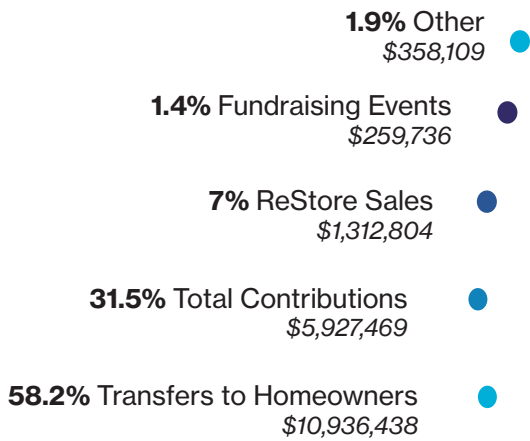 1.9% Other
$358,109
1.4% Fundraising Events
$259,736
7% ReStore Sales
$1,312,804
31.5% Total Contributions
$5,927,469
58.2% Transfers to Homeowners
$10,936,438